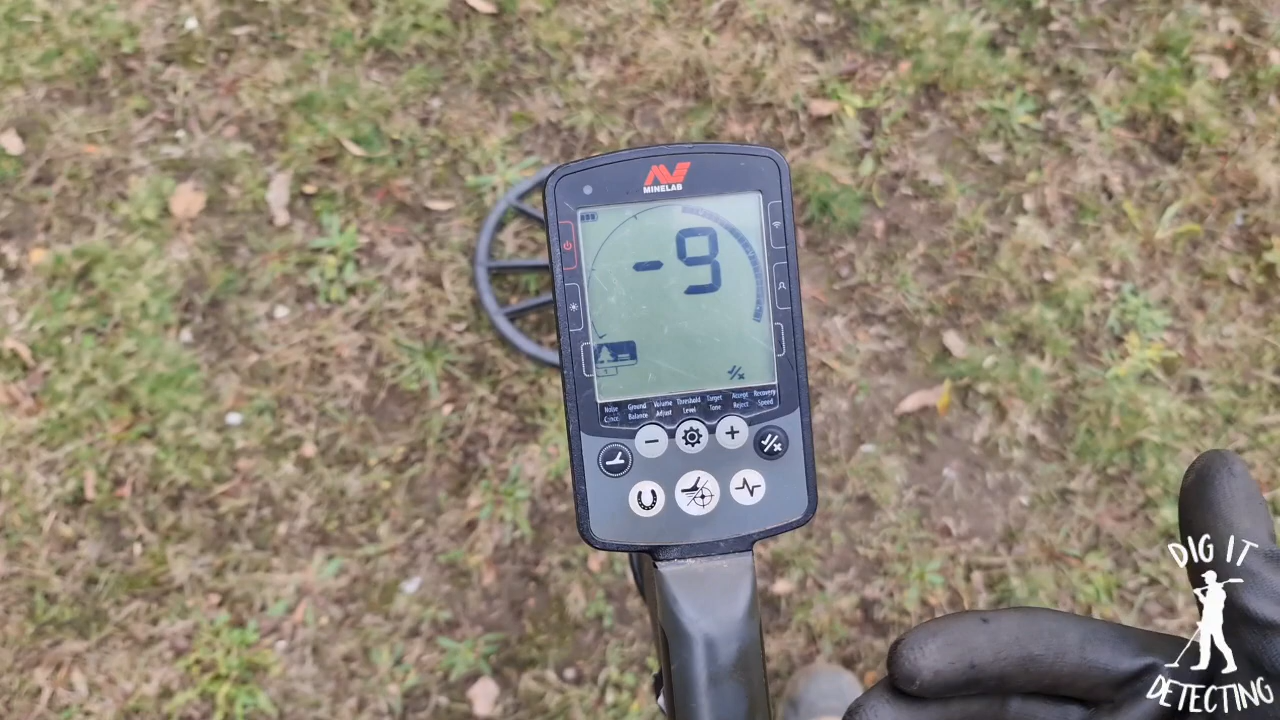 MINELAB
-9
1
Noise Cancel
Ground Balance
Volume Adjust
Threshold Level
Target Tone
Accept Reject
Recovery Speed
DIG IT
DETECTING